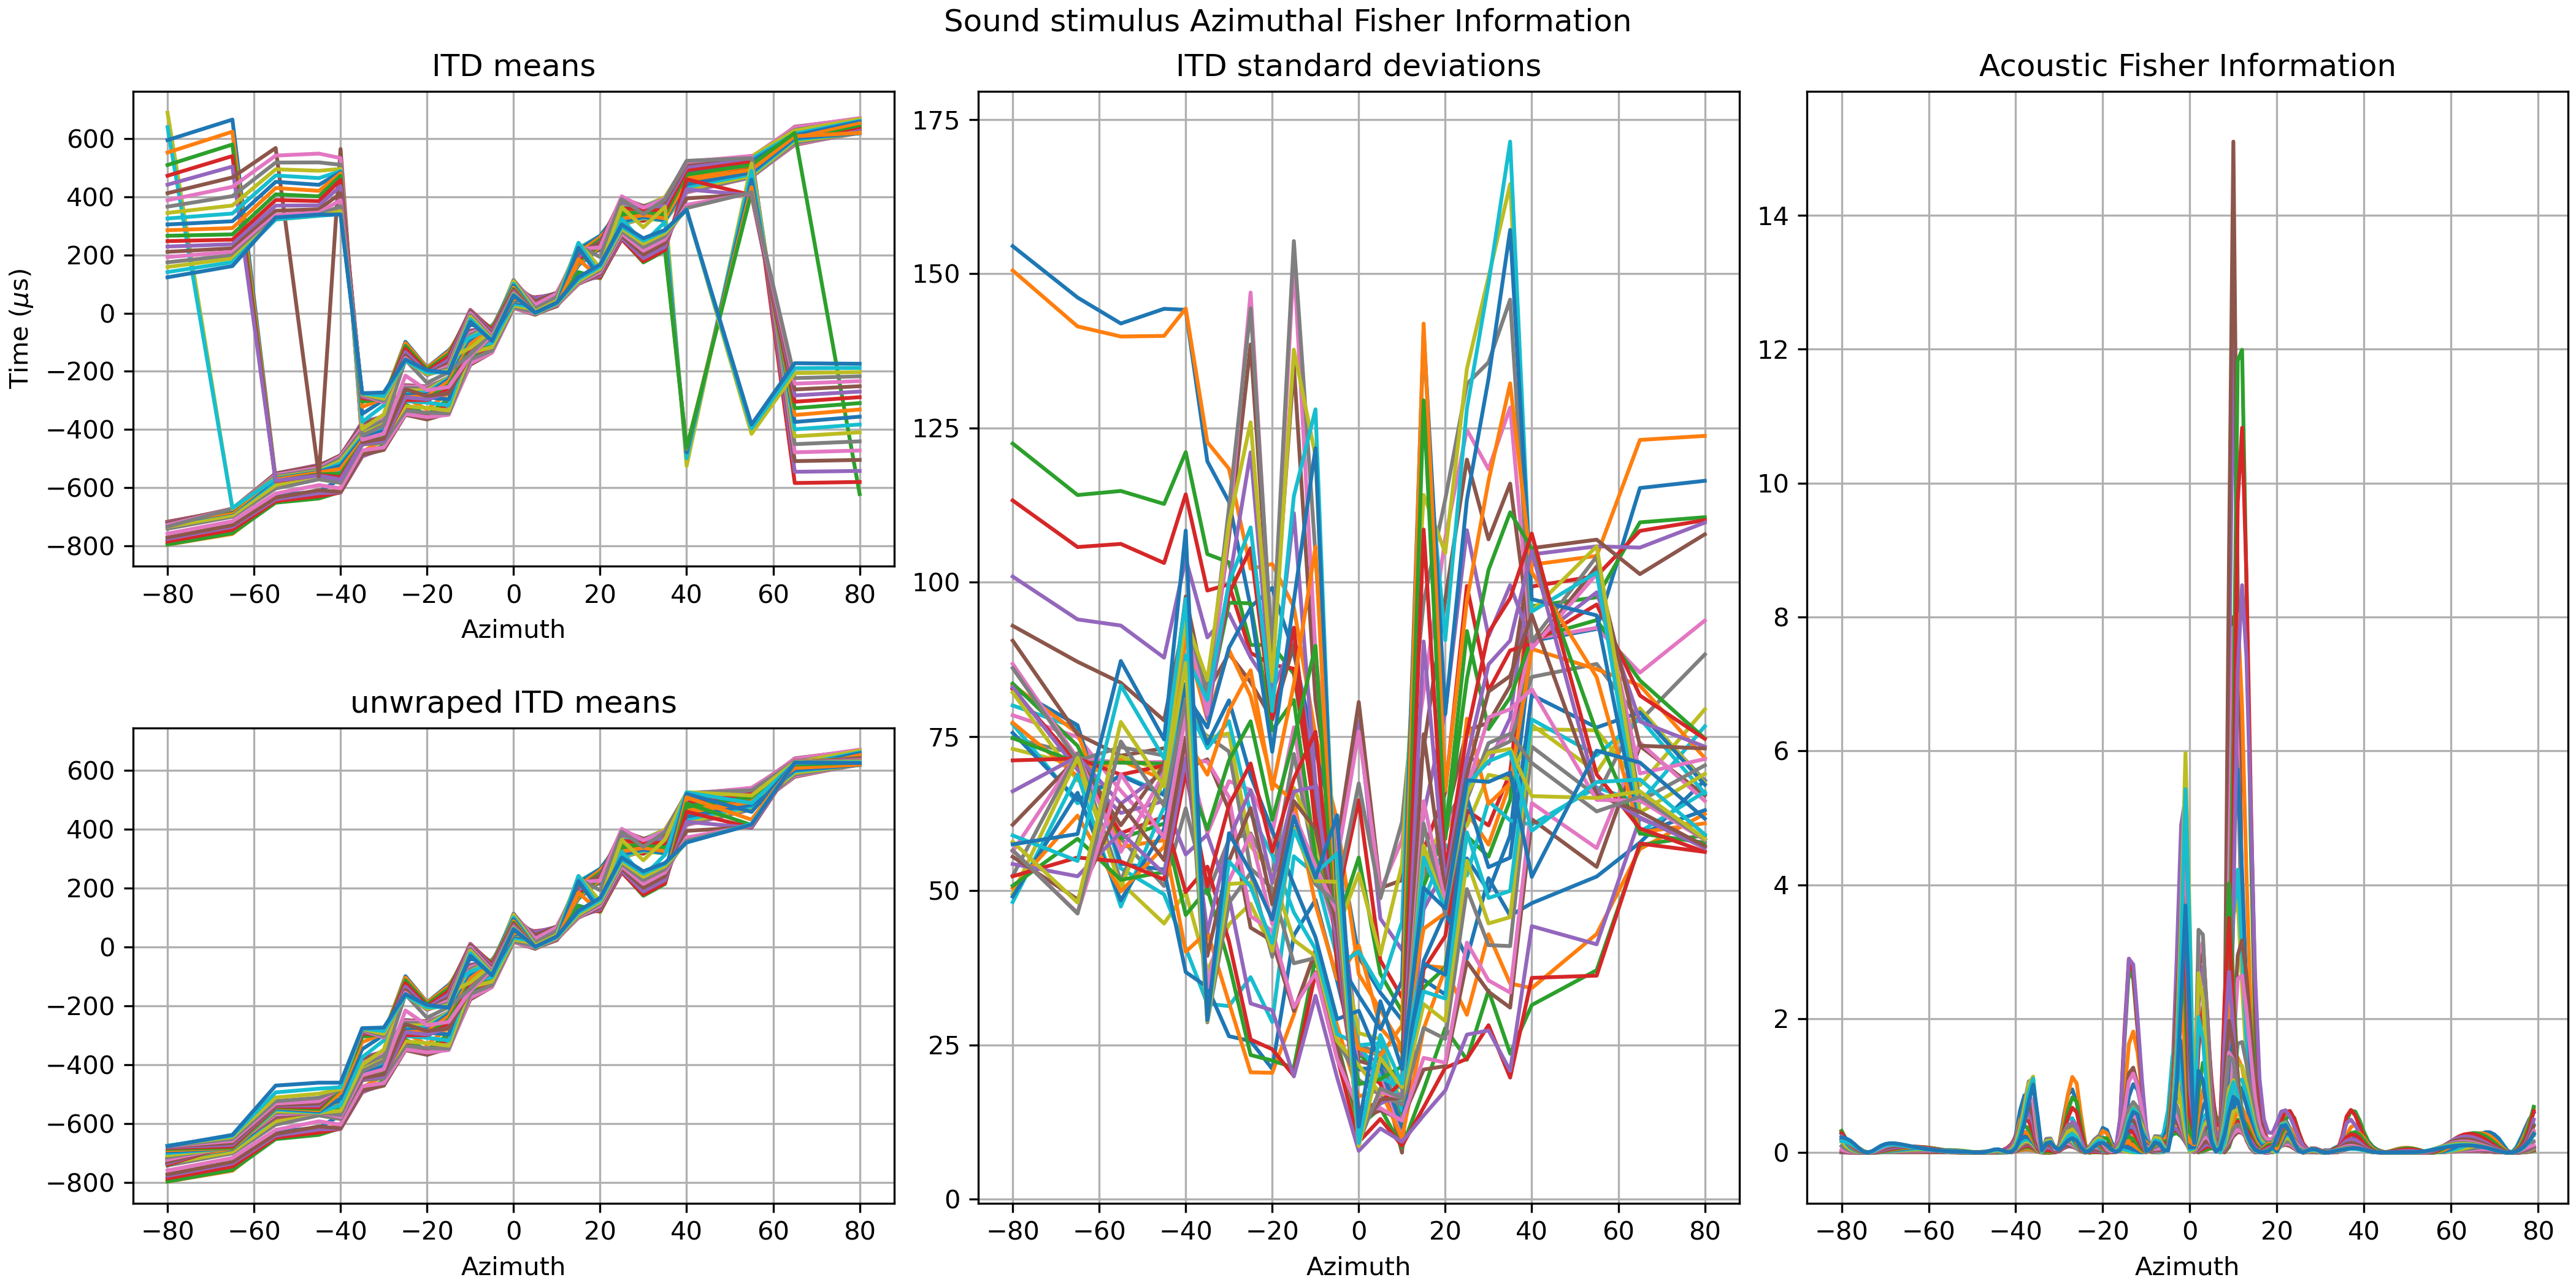 Sound stimulus Azimuthal Fisher Information
ITD means
600
400
200
0
−200
−400
−600
−800
Time (μs)
−80 −60 −40 −20 0 20 40 60 80
Azimuth
unwraped ITD means
600
400
200
0
−200
−400
−600
−800
−80 −60 −40 −20 0 20 40 60 80
Azimuth
ITD standard deviations
175
150
125
100
75
50
25
0
−80 −60 −40 −20 0 20 40 60 80
Azimuth
Acoustic Fisher Information
14
12
10
8
6
4
2
0
−80 −60 −40 −20 0 20 40 60 80
Azimuth